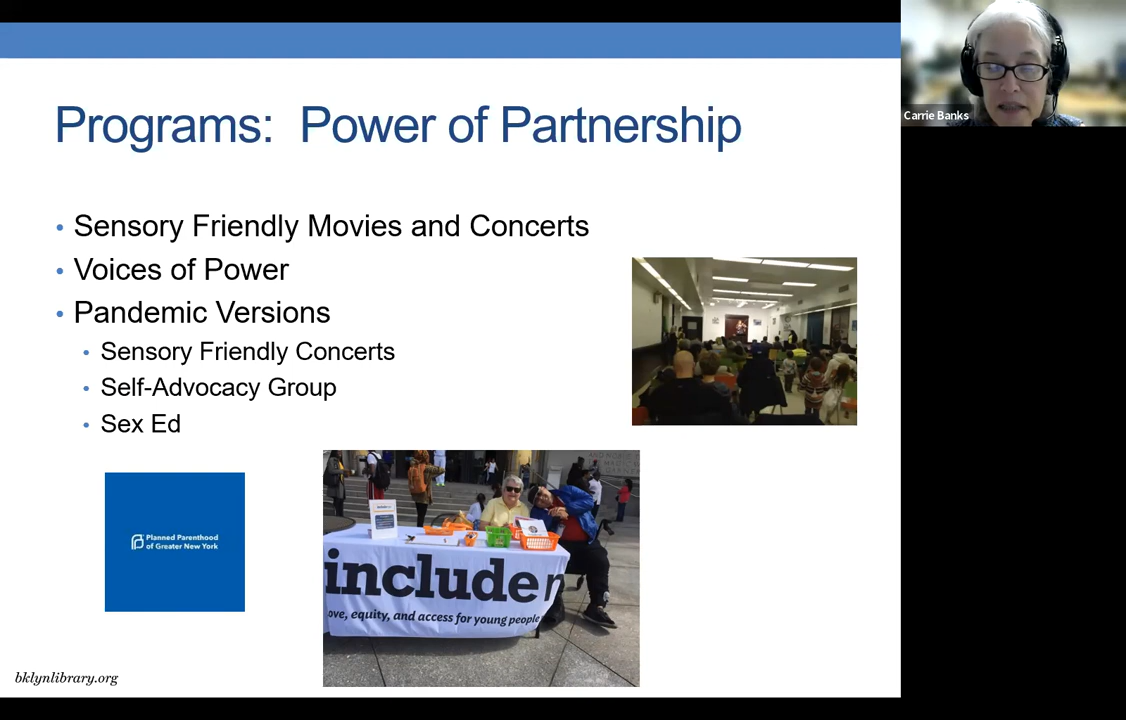 Carrie Banks
Programs: Power of Partnership
• Sensory Friendly Movies and Concerts
• Voices of Power
• Pandemic Versions
• Sensory Friendly Concerts
• Self-Advocacy Group
• Sex Ed
Planned Parenthood
of Greater New York
include
ove, equity, and access for young people
bklynlibrary.org